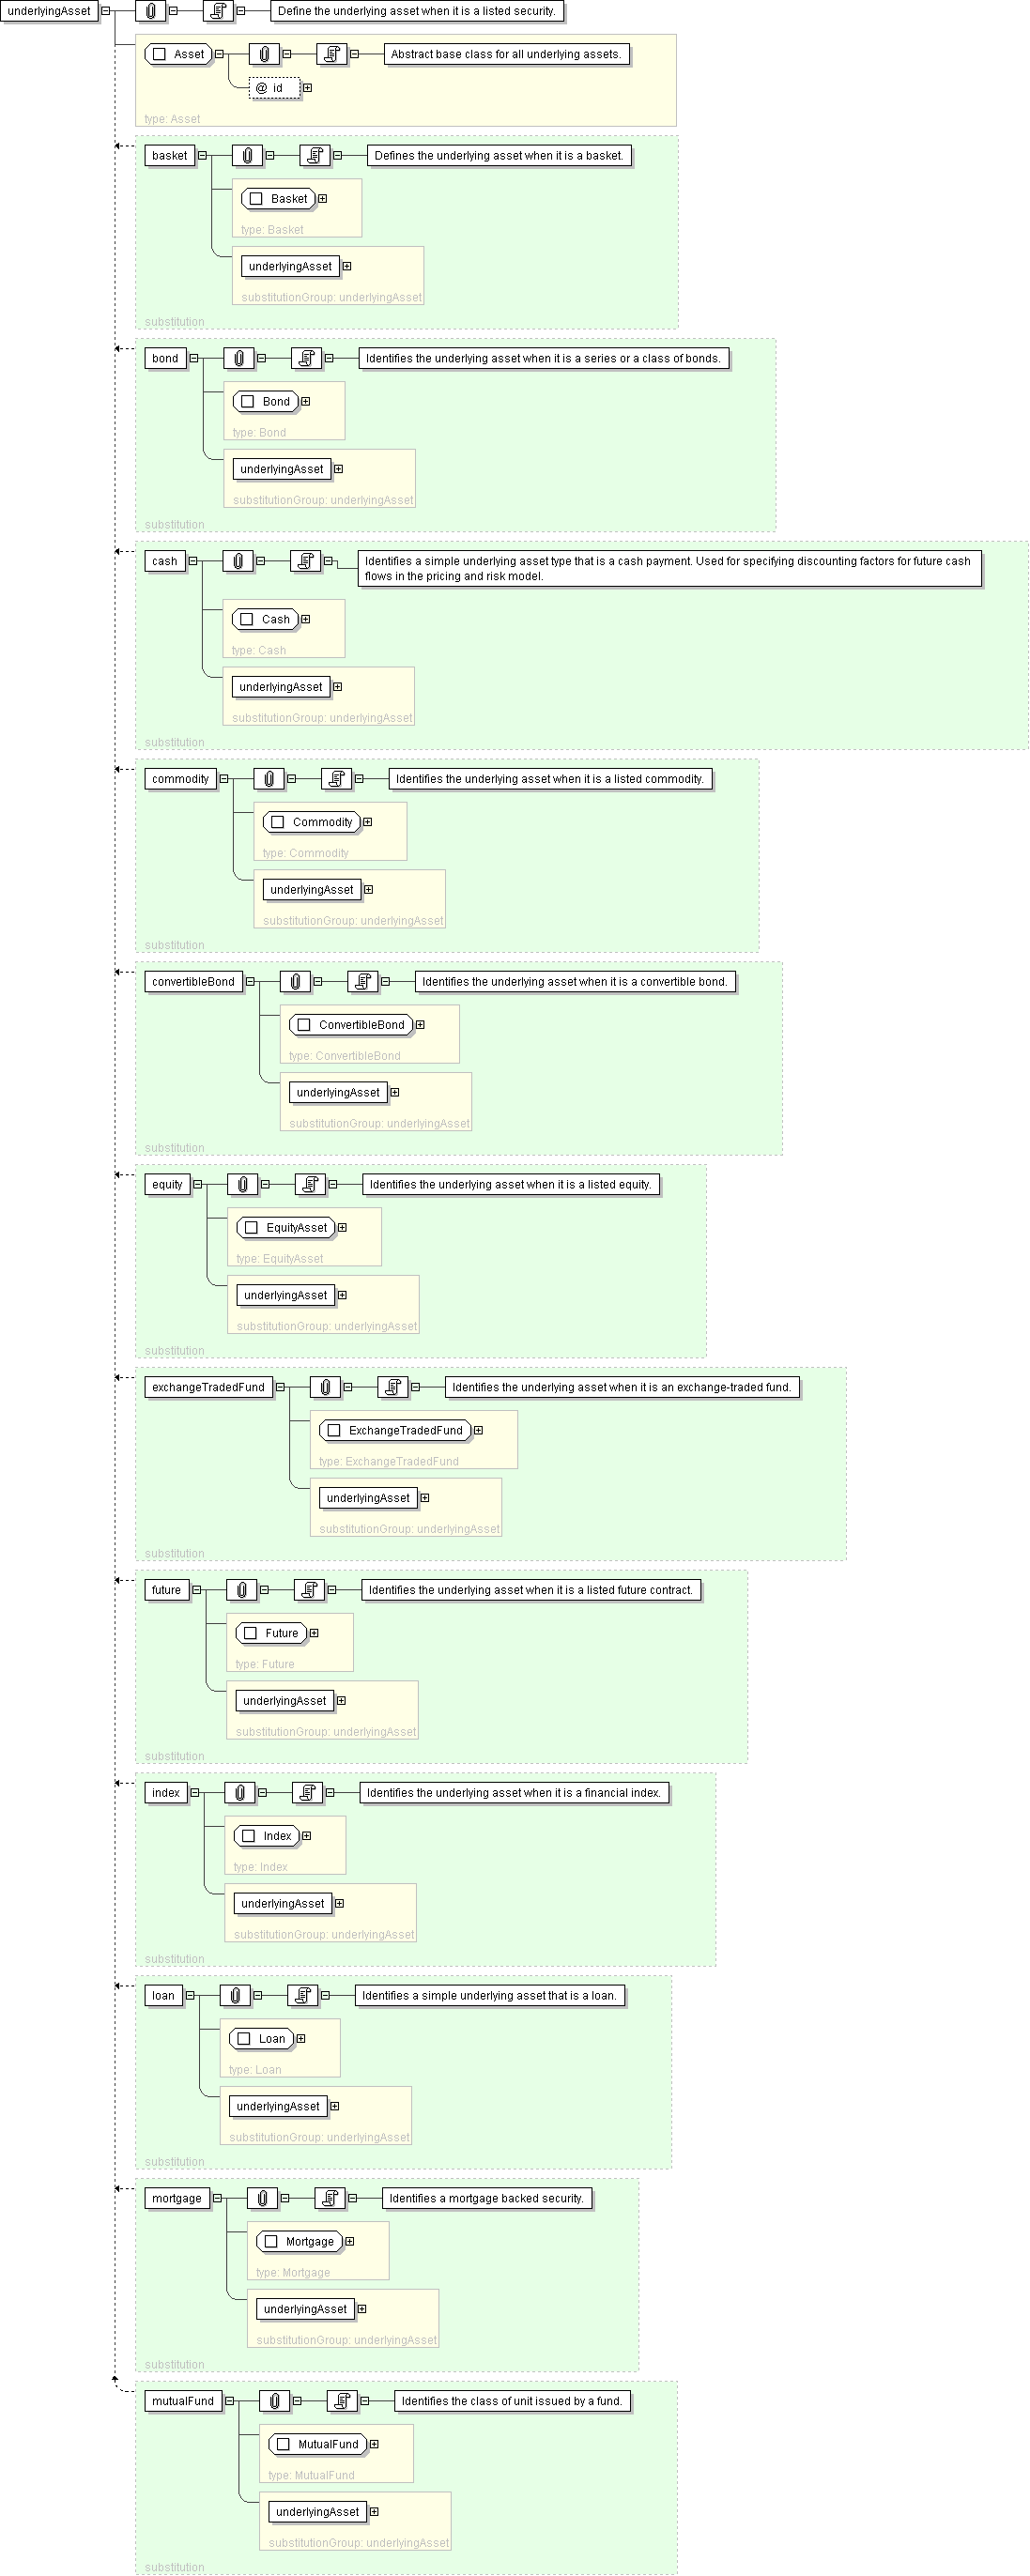 underlyingAsset
Define the underlying asset when it is a listed security.
Asset
Abstract base class for all underlying assets.
@ id
type: Asset
basket
Defines the underlying asset when it is a basket.
Basket
type: Basket
underlyingAsset
substitutionGroup: underlyingAsset
substitution
bond
Identifies the underlying asset when it is a series or a class of bonds.
Bond
type: Bond
underlyingAsset
substitutionGroup: underlyingAsset
substitution
cash
Identifies a simple underlying asset type that is a cash payment. Used for specifying discounting factors for future cash
flows in the pricing and risk model.
Cash
type: Cash
underlyingAsset
substitutionGroup: underlyingAsset
substitution
commodity
Identifies the underlying asset when it is a listed commodity.
Commodity
type: Commodity
underlyingAsset
substitutionGroup: underlyingAsset
substitution
convertibleBond
Identifies the underlying asset when it is a convertible bond.
ConvertibleBond
type: ConvertibleBond
underlyingAsset
substitutionGroup: underlyingAsset
substitution
equity
Identifies the underlying asset when it is a listed equity.
EquityAsset
type: EquityAsset
underlyingAsset
substitutionGroup: underlyingAsset
substitution
exchangeTradedFund
Identifies the underlying asset when it is an exchange-traded fund.
ExchangeTradedFund
type: ExchangeTradedFund
underlyingAsset
substitutionGroup: underlyingAsset
substitution
future
Identifies the underlying asset when it is a listed future contract.
Future
type: Future
underlyingAsset
substitutionGroup: underlyingAsset
substitution
index
Identifies the underlying asset when it is a financial index.
Index
type: Index
underlyingAsset
substitutionGroup: underlyingAsset
substitution
loan
Identifies a simple underlying asset that is a loan.
Loan
type: Loan
underlyingAsset
substitutionGroup: underlyingAsset
substitution
mortgage
Identifies a mortgage backed security.
Mortgage
type: Mortgage
underlyingAsset
substitutionGroup: underlyingAsset
substitution
mutualFund
Identifies the class of unit issued by a fund.
MutualFund
type: MutualFund
underlyingAsset
substitutionGroup: underlyingAsset
substitution